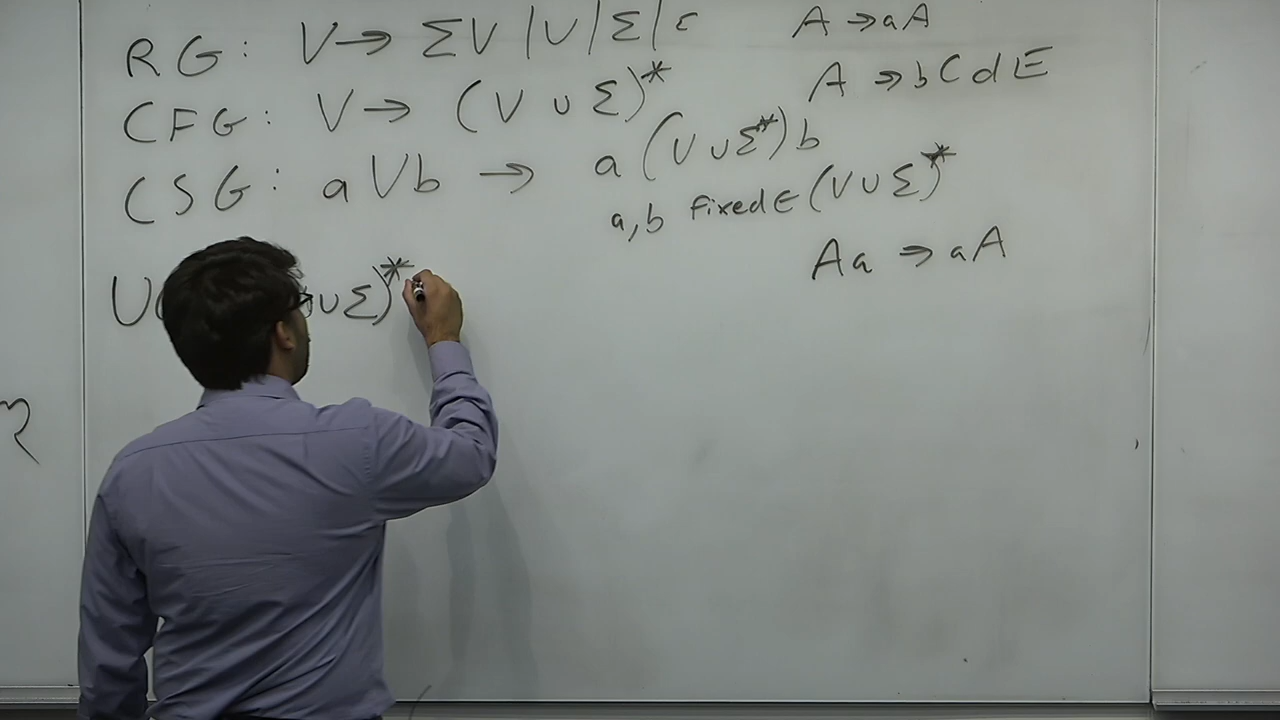 RG: V → ΣV | V | Σ | ε A → aA
CFG: V → (V ∪ Σ)* A → bCdE
CSG: aVb → a(V ∪ Σ*)b
a,b fixed ∈ (V ∪ Σ)*
Aa → aA
U ∪ Σ)*